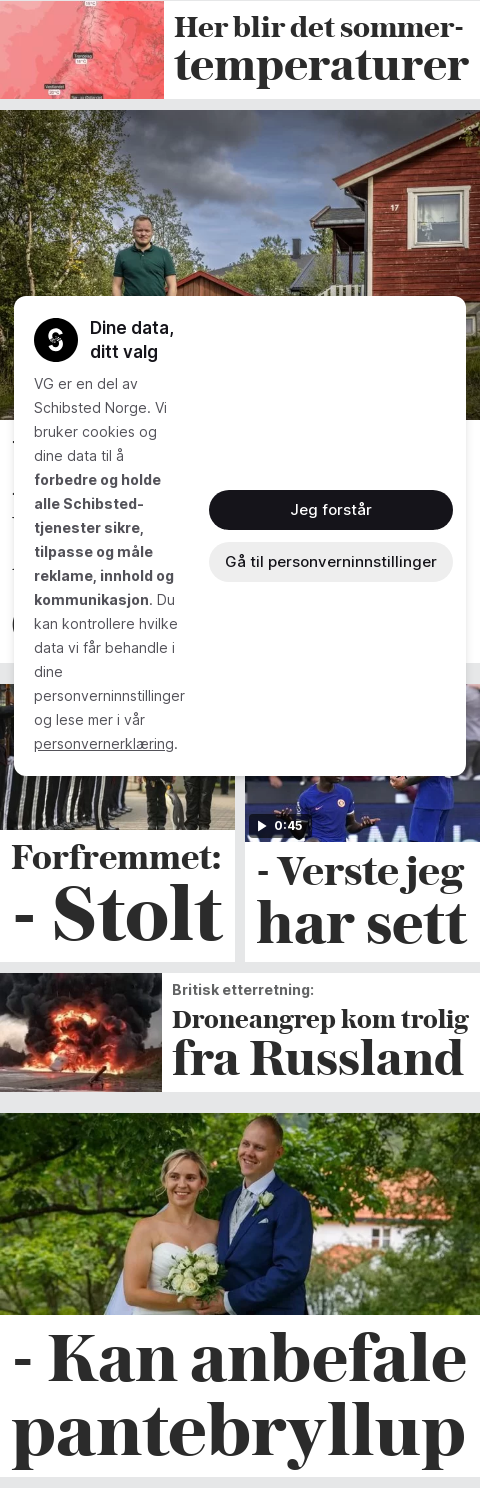 Her blir det sommer-
temperaturer
17
Dine data,
ditt valg
VG er en del av
Schibsted Norge. Vi
bruker cookies og
dine data til å
forbedre og holde
alle Schibsted-
tjenester sikre,
tilpasse og måle
reklame, innhold og
kommunikasjon. Du
kan kontrollere hvilke
data vi får behandle i
dine
personverninnstillinger
og lese mer i vår
personvernerklæring.
Jeg forstår
Gå til personverninnstillinger
Forfremmet:
- Stolt
0:45
- Verste jeg
har sett
Britisk etterretning:
Droneangrep kom trolig
fra Russland
- Kan anbefale
pantebryllup